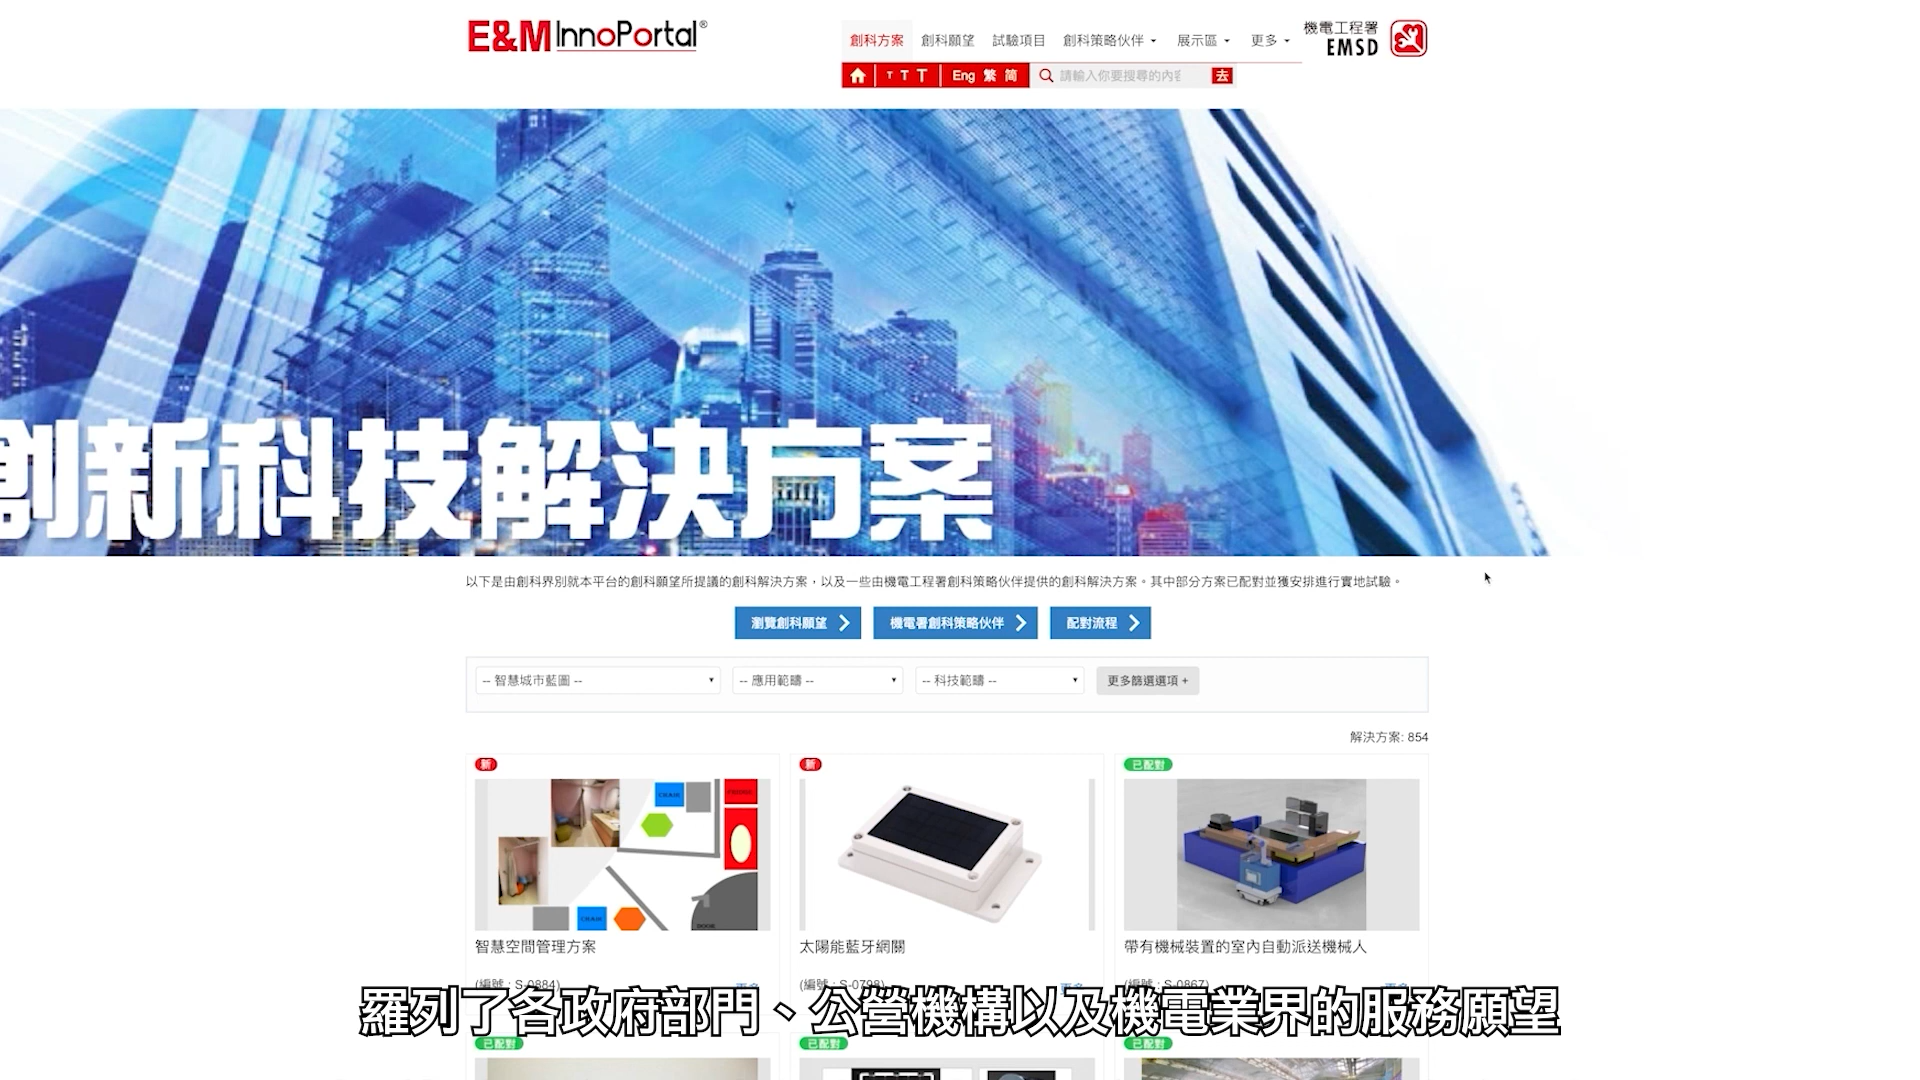 E&M InnoPortal®
創科方案 創科願望 試驗項目 創科策略伙伴 展示區 更多
機電工程署
EMSD
T T T Eng 繁 简 請輸入你要搜尋的內容 去
創新科技解決方案
以下是由創科界別就本平台的創科願望所提議的創科解決方案，以及一些由機電工程署創科策略伙伴提供的創科解決方案。其中部分方案已配對並獲安排進行實地試驗。
瀏覽創科願望 機電署創科策略伙伴 配對流程
-- 智慧城市藍圖 -- -- 應用範疇 -- -- 科技範疇 -- 更多篩選選項 +
解決方案: 854
新 新 已配對
CHAIR
CHAIR
DOOR
智慧空間管理方案 太陽能藍牙網關 帶有機械裝置的室內自動派送機械人
(編號 : S-0884) 更多 (編號 : S-0798) 更多 (編號 : S-0867) 更多
羅列了各政府部門、公營機構以及機電業界的服務願望
已配對 已配對 已配對